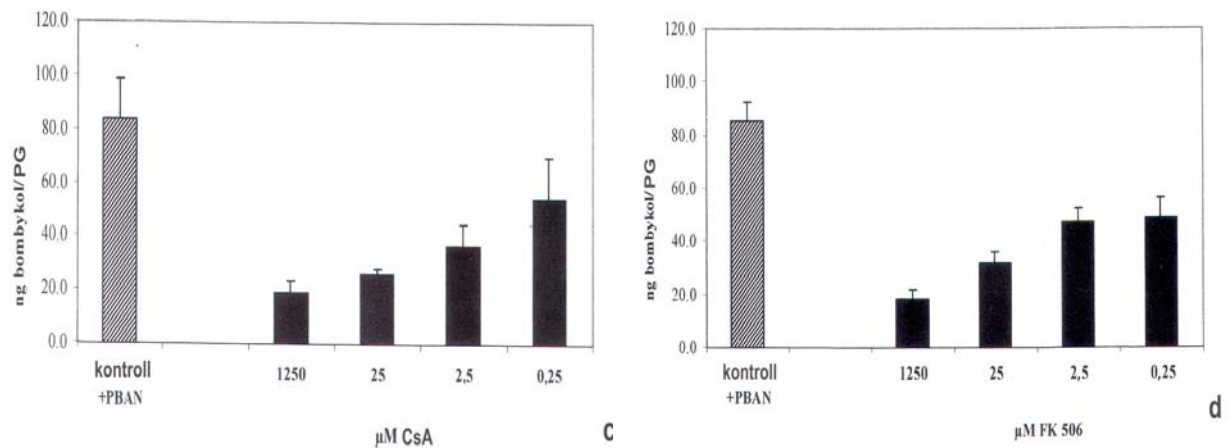 120.0
100.0
80.0
60.0
40.0
20.0
0.0
ng bombykol/PG
kontroll
+PBAN
1250 25 2,5 0,25
µM CsA
c
120.0
100.0
80.0
60.0
40.0
20.0
0.0
ng bombykol/PG
kontroll
+PBAN
1250 25 2,5 0,25
µM FK 506
d